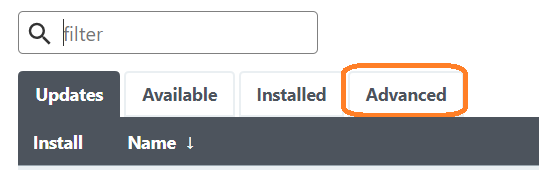 filter
Updates Available Installed Advanced
Install Name ↓